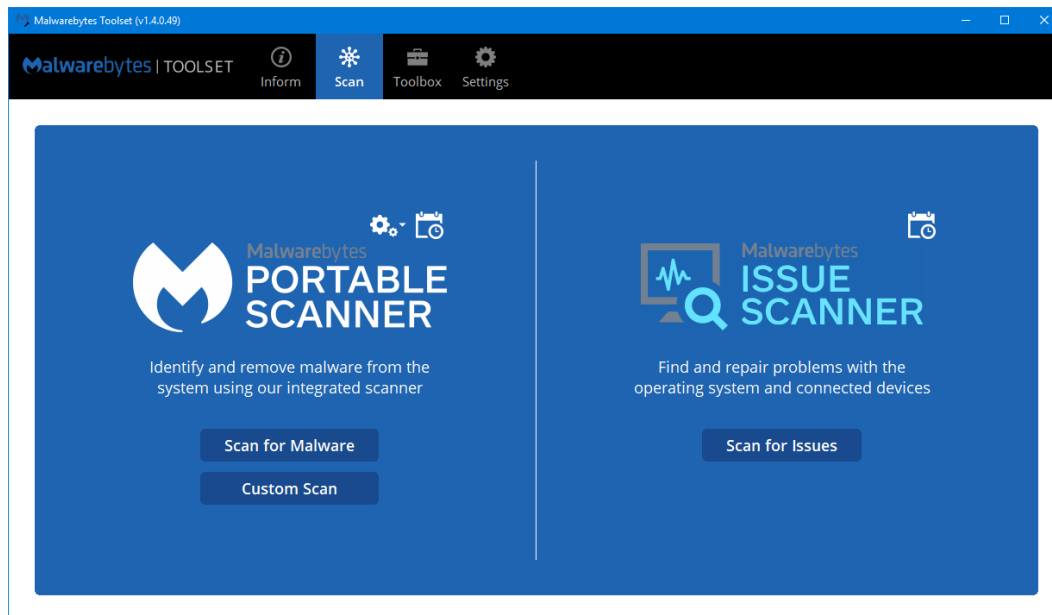 Malwarebytes Toolset (v1.4.0.49)
Malwarebytes | TOOLSET
Inform
Scan
Toolbox
Settings
Malwarebytes
PORTABLE
SCANNER
Identify and remove malware from the
system using our integrated scanner
Scan for Malware
Custom Scan
Malwarebytes
ISSUE
SCANNER
Find and repair problems with the
operating system and connected devices
Scan for Issues